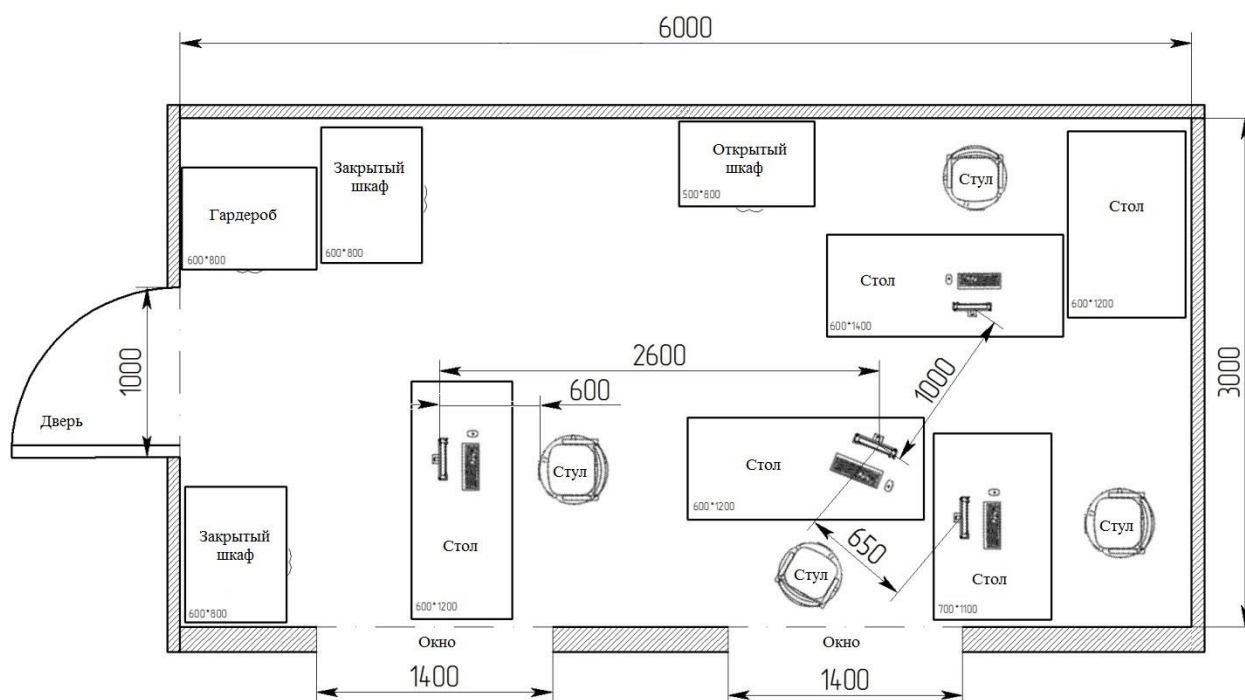 6000
Закрытый
шкаф
600*800
Гардероб
600*800
Открытый
шкаф
500*800
Стул
Стол
600*1200
Стол
600*1400
1000
Дверь
2600
600
1000
3000
Стул
Стол
600*1200
Стол
600*1200
Закрытый
шкаф
600*800
650
Стул
Стол
700*1100
Стул
Окно
Окно
1400
1400